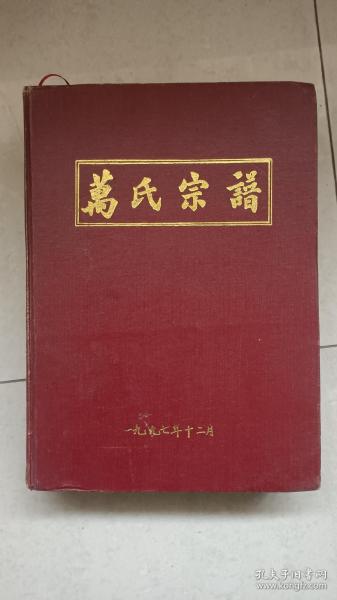 萬氏宗譜
一九九七年十二月
孔夫子旧书网